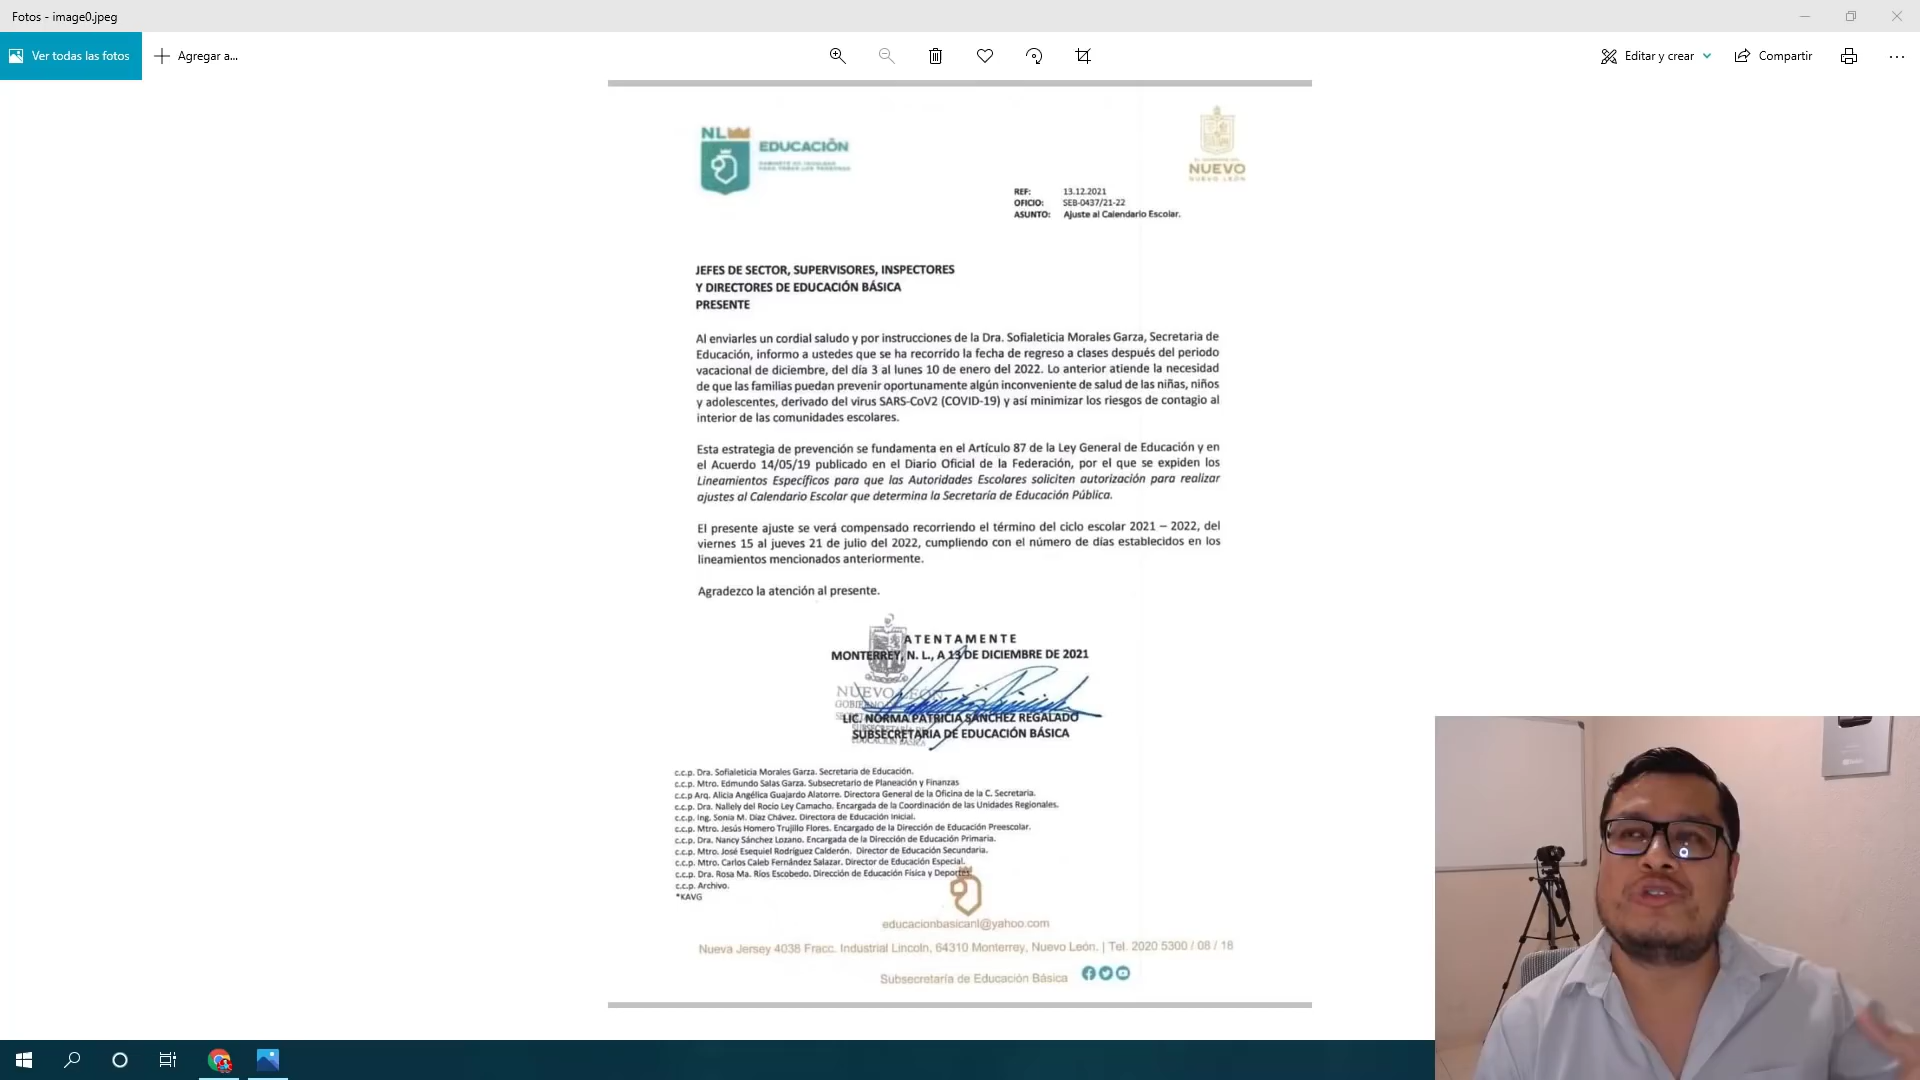 Fotos - image0.jpeg
Ver todas las fotos
Agregar a...
Editar y crear
Compartir
NL
EDUCACIÓN
NUEVO
NUEVO LEÓN
REF: 13.12.2021
OFICIO: SEB-0437/21-22
ASUNTO: Ajuste al Calendario Escolar.
JEFES DE SECTOR, SUPERVISORES, INSPECTORES
Y DIRECTORES DE EDUCACIÓN BÁSICA
PRESENTE
Al enviarles un cordial saludo y por instrucciones de la Dra. Sofialeticia Morales Garza, Secretaria de
Educación, informo a ustedes que se ha recorrido la fecha de regreso a clases después del periodo
vacacional de diciembre, del día 3 al lunes 10 de enero del 2022. Lo anterior atiende la necesidad
de que las familias puedan prevenir oportunamente algún inconveniente de salud de las niñas, niños
y adolescentes, derivado del virus SARS-CoV2 (COVID-19) y así minimizar los riesgos de contagio al
interior de las comunidades escolares.
Esta estrategia de prevención se fundamenta en el Artículo 87 de la Ley General de Educación y en
el Acuerdo 14/05/19 publicado en el Diario Oficial de la Federación, por el que se expiden los
Lineamientos Específicos para que las Autoridades Escolares soliciten autorización para realizar
ajustes al Calendario Escolar que determina la Secretaría de Educación Pública.
El presente ajuste se verá compensado recorriendo el término del ciclo escolar 2021 – 2022, del
viernes 15 al jueves 21 de julio del 2022, cumpliendo con el número de días establecidos en los
lineamientos mencionados anteriormente.
Agradezco la atención al presente.
ATENTAMENTE
MONTERREY, N. L., A 13 DE DICIEMBRE DE 2021
NUEVO LEÓN
LIC. NORMA PATRICIA SÁNCHEZ REGALADO
SUBSECRETARIA DE EDUCACIÓN BÁSICA
c.c.p. Dra. Sofialeticia Morales Garza. Secretaria de Educación.
c.c.p. Mtro. Edmundo Salas Garza. Subsecretario de Planeación y Finanzas
c.c.p Arq. Alicia Angélica Guajardo Alatorre. Directora General de la Oficina de la C. Secretaria.
c.c.p. Dra. Nallely del Rocio Ley Camacho. Encargada de la Coordinación de las Unidades Regionales.
c.c.p. Ing. Sonia M. Díaz Chávez. Directora de Educación Inicial.
c.c.p. Mtro. Jesús Homero Trujillo Flores. Encargado de la Dirección de Educación Preescolar.
c.c.p. Dra. Nancy Sánchez Lozano. Encargada de la Dirección de Educación Primaria.
c.c.p. Mtro. José Esequiel Rodríguez Calderón. Director de Educación Secundaria.
c.c.p. Mtro. Carlos Caleb Fernández Salazar. Director de Educación Especial.
c.c.p. Dra. Rosa Ma. Ríos Escobedo. Dirección de Educación Física y Deportes.
c.c.p. Archivo.
*KAVG
educacionbasicanl@yahoo.com
Nueva Jersey 4038 Fracc. Industrial Lincoln, 64310 Monterrey, Nuevo León. | Tel. 2020 5300 / 08 / 18
Subsecretaría de Educación Básica